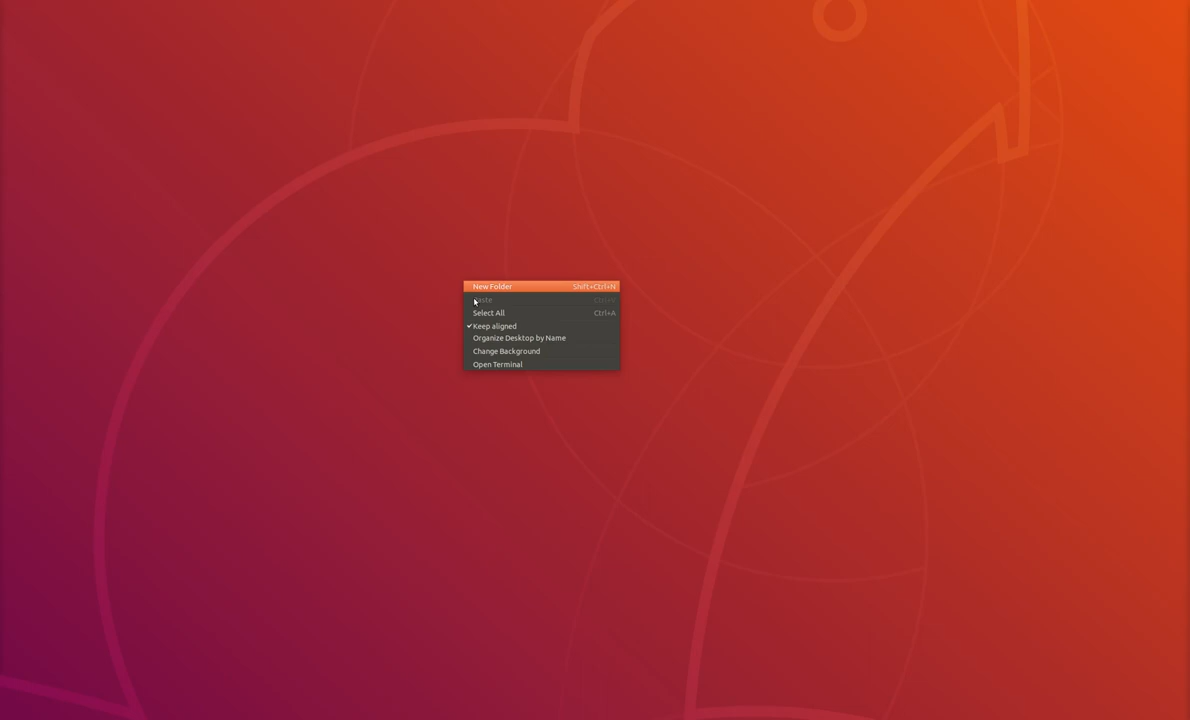 New Folder Shift+Ctrl+N
Select All Ctrl+A
Keep aligned
Organize Desktop by Name
Change Background
Open Terminal